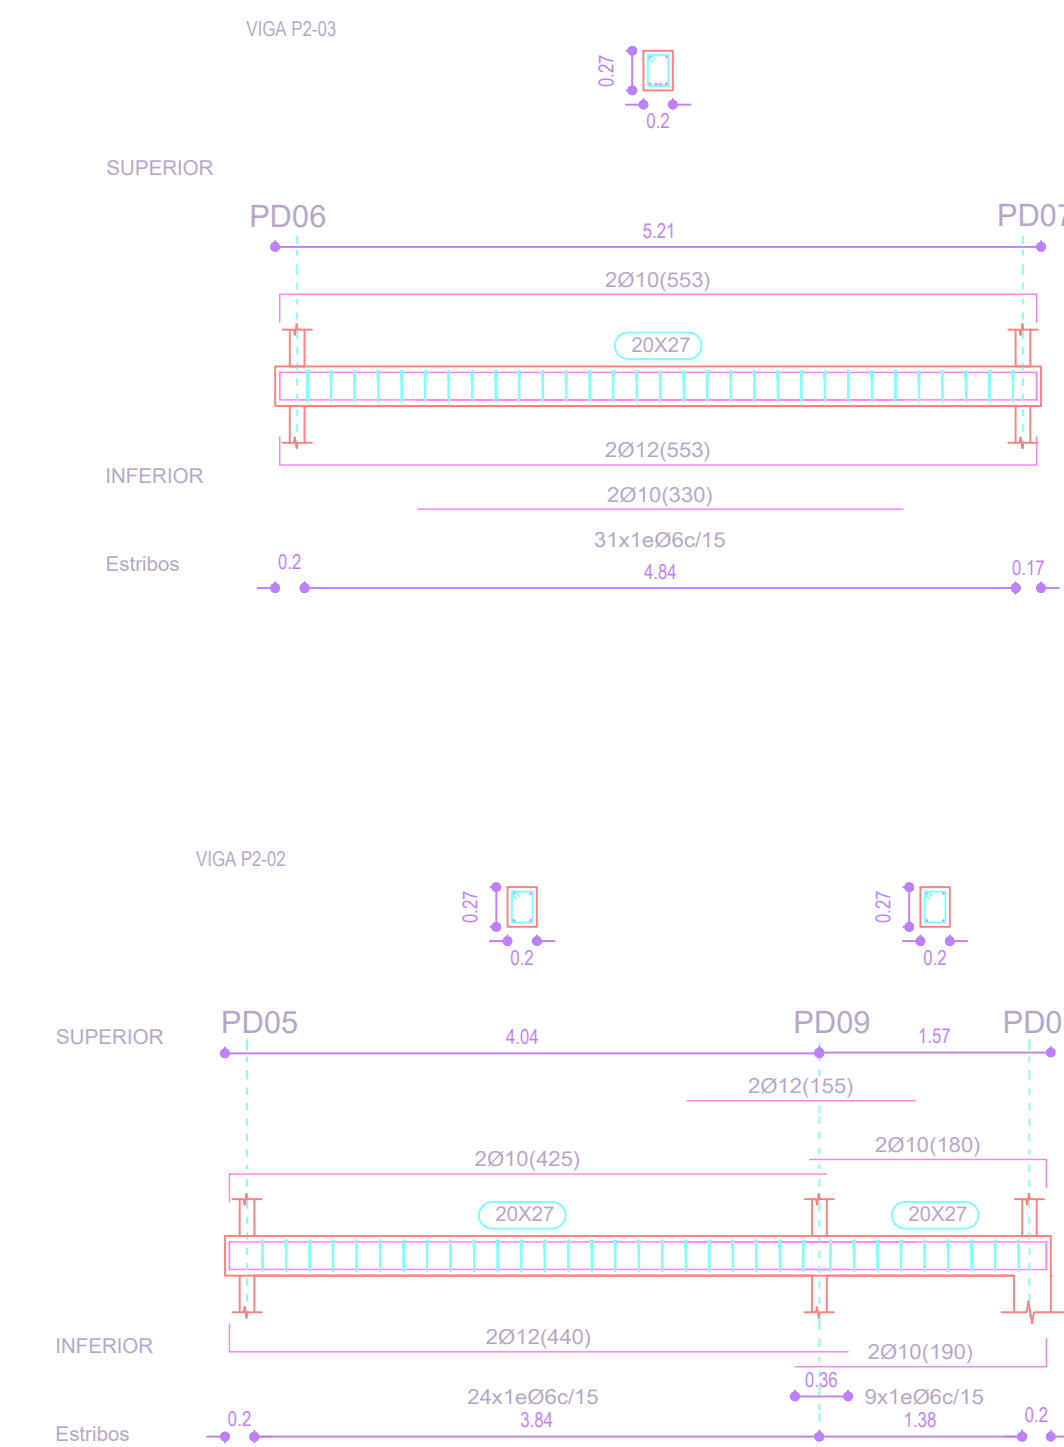 VIGA P2-03
0.27
0.2
SUPERIOR
PD06
PD07
5.21
2Ø10(553)
20X27
2Ø12(553)
INFERIOR
2Ø10(330)
31x1eØ6c/15
Estribos
0.2
4.84
0.17
VIGA P2-02
0.27
0.2
0.27
0.2
SUPERIOR
PD05
4.04
PD09
1.57
PD0
2Ø12(155)
2Ø10(425)
2Ø10(180)
20X27
20X27
INFERIOR
2Ø12(440)
2Ø10(190)
0.36
24x1eØ6c/15
9x1eØ6c/15
Estribos
0.2
3.84
1.38
0.2